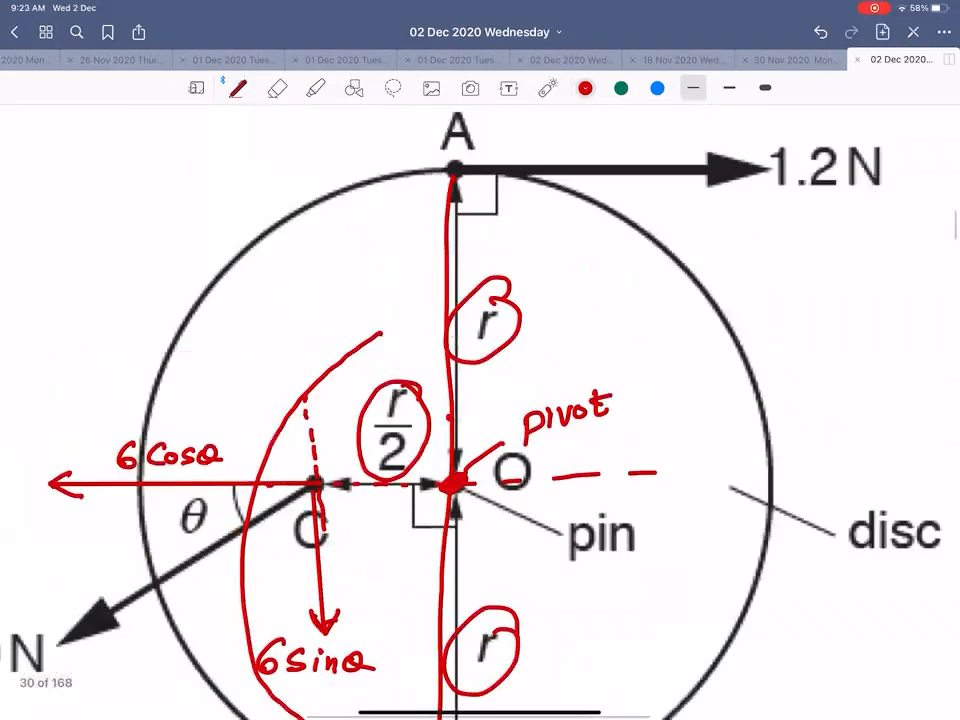 9:23 AM Wed 2 Dec
58%
02 Dec 2020 Wednesday
2020 Mon...
26 Nov 2020 Thur...
01 Dec 2020 Tues...
01 Dec 2020 Tues...
01 Dec 2020 Tues...
02 Dec 2020 Wed...
18 Nov 2020 Wed...
30 Nov 2020, Mon...
02 Dec 2020...
A
1.2 N
r
r/2
pivot
6 Cosθ
O
θ
C
pin
disc
N
6 Sinθ
r
30 of 168